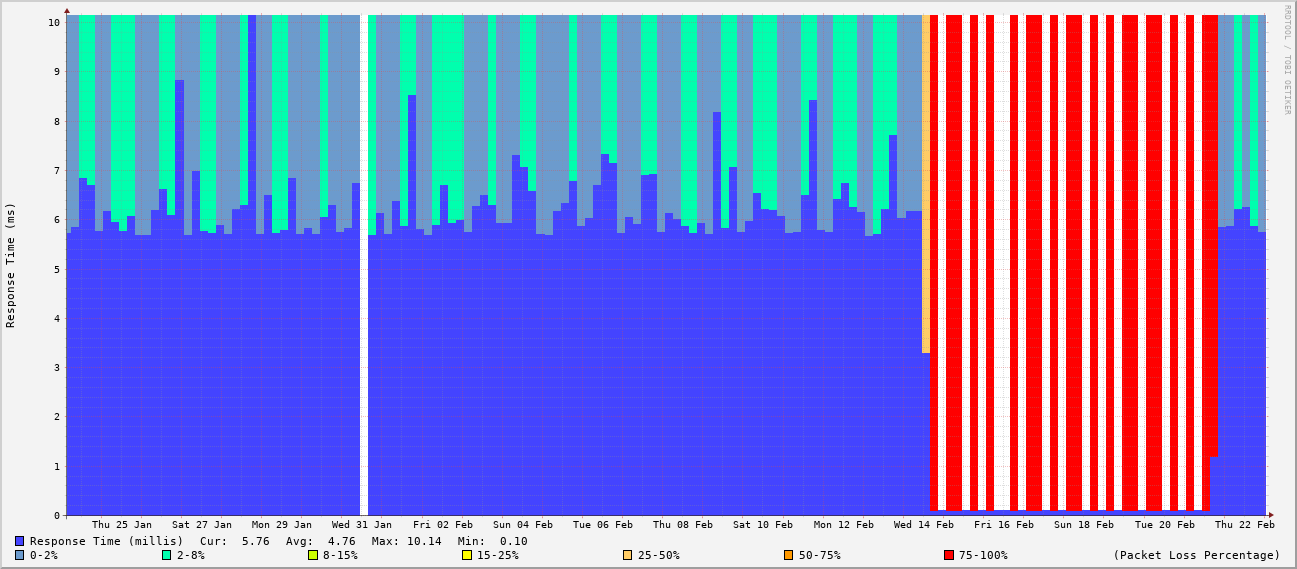 RRDTOOL / TOBI OETIKER
Response Time (ms)
10
9
8
7
6
5
4
3
2
1
0
Thu 25 Jan Sat 27 Jan Mon 29 Jan Wed 31 Jan Fri 02 Feb Sun 04 Feb Tue 06 Feb Thu 08 Feb Sat 10 Feb Mon 12 Feb Wed 14 Feb Fri 16 Feb Sun 18 Feb Tue 20 Feb Thu 22 Feb
Response Time (millis) Cur: 5.76 Avg: 4.76 Max: 10.14 Min: 0.10
0-2% 2-8% 8-15% 15-25% 25-50% 50-75% 75-100% (Packet Loss Percentage)